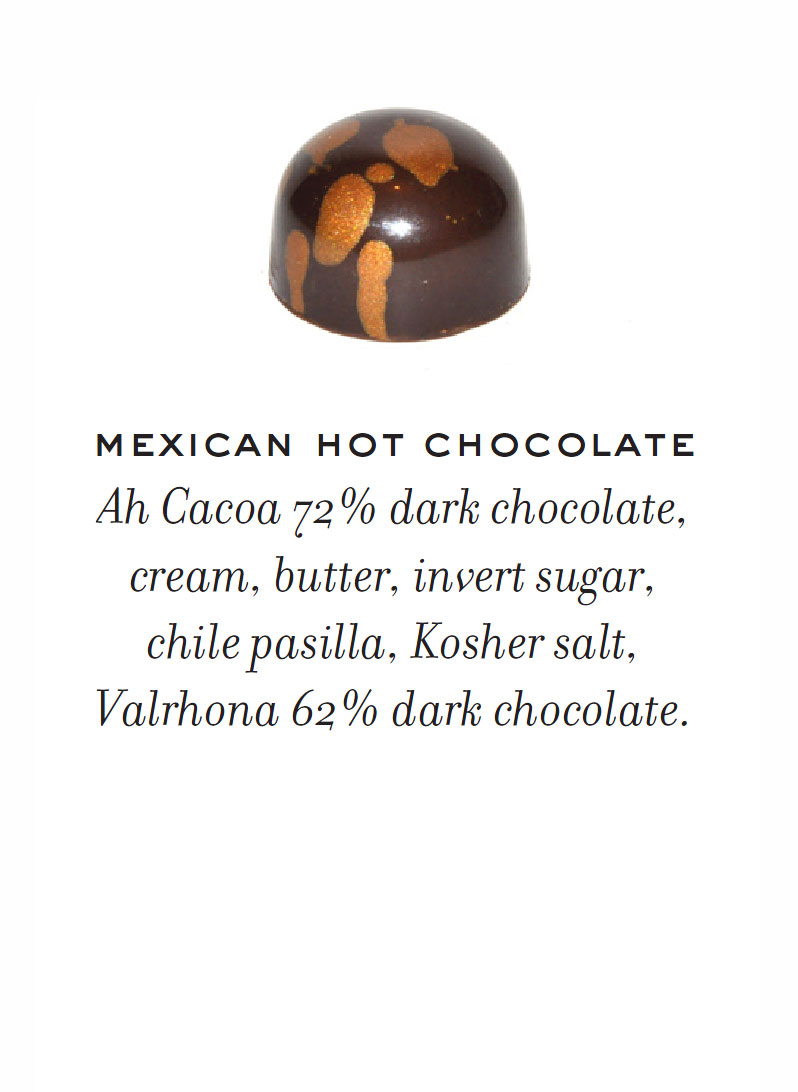 MEXICAN HOT CHOCOLATE
Ah Cacoa 72% dark chocolate,
cream, butter, invert sugar,
chile pasilla, Kosher salt,
Valrhona 62% dark chocolate.